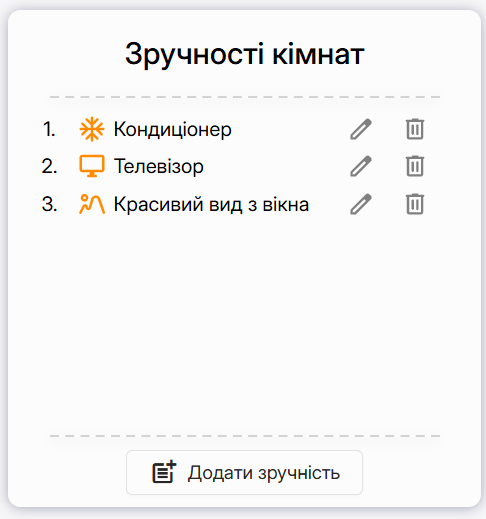 Зручності кімнат
1. Кондиціонер
2. Телевізор
3. Красивий вид з вікна
Додати зручність